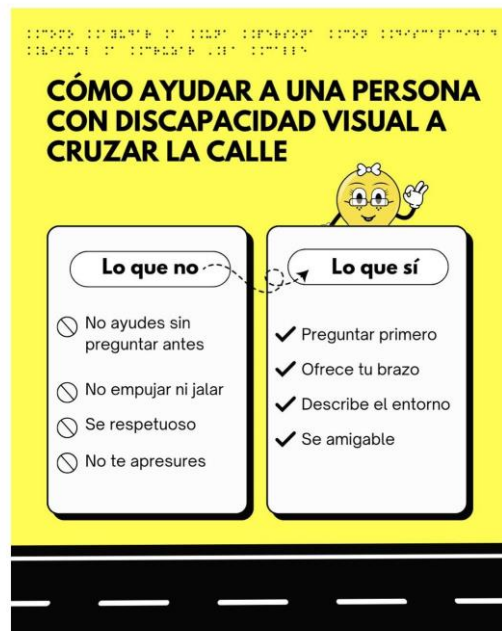 CÓMO AYUDAR A UNA PERSONA
CON DISCAPACIDAD VISUAL A
CRUZAR LA CALLE
Lo que no
No ayudes sin
preguntar antes
No empujar ni jalar
Se respetuoso
No te apresures
Lo que sí
Preguntar primero
Ofrece tu brazo
Describe el entorno
Se amigable